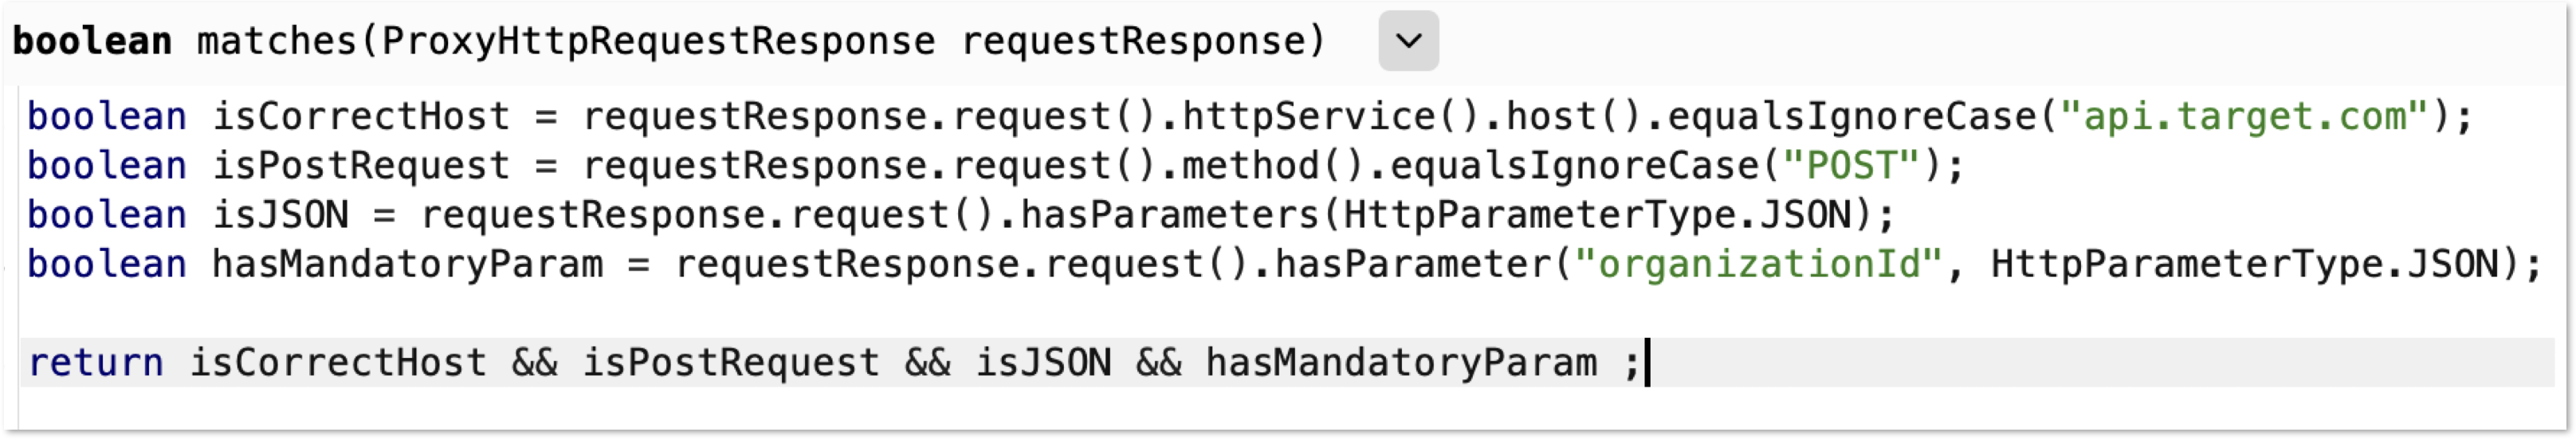 boolean matches(ProxyHttpRequestResponse requestResponse)
boolean isCorrectHost = requestResponse.request().httpService().host().equalsIgnoreCase("api.target.com");
boolean isPostRequest = requestResponse.request().method().equalsIgnoreCase("POST");
boolean isJSON = requestResponse.request().hasParameters(HttpParameterType.JSON);
boolean hasMandatoryParam = requestResponse.request().hasParameter("organizationId", HttpParameterType.JSON);
return isCorrectHost && isPostRequest && isJSON && hasMandatoryParam ;